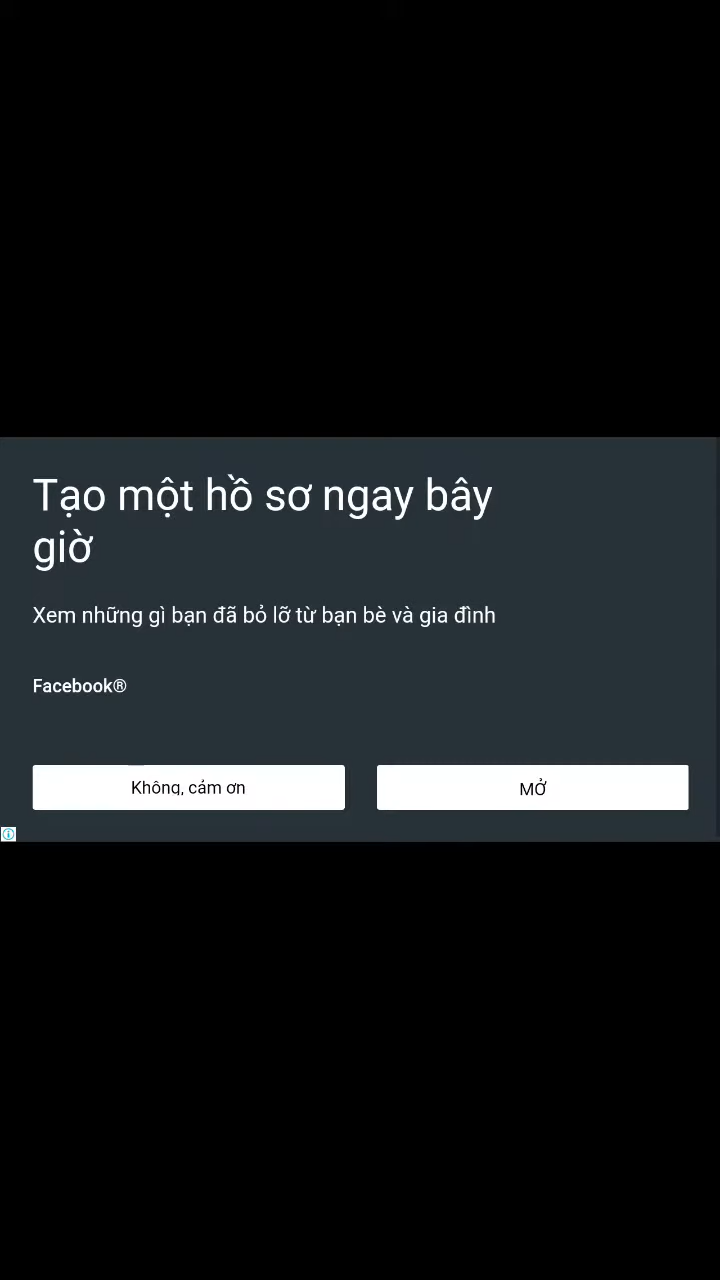 Tạo một hồ sơ ngay bây
giờ
Xem những gì bạn đã bỏ lỡ từ bạn bè và gia đình
Facebook®
Không, cảm ơn
MỞ